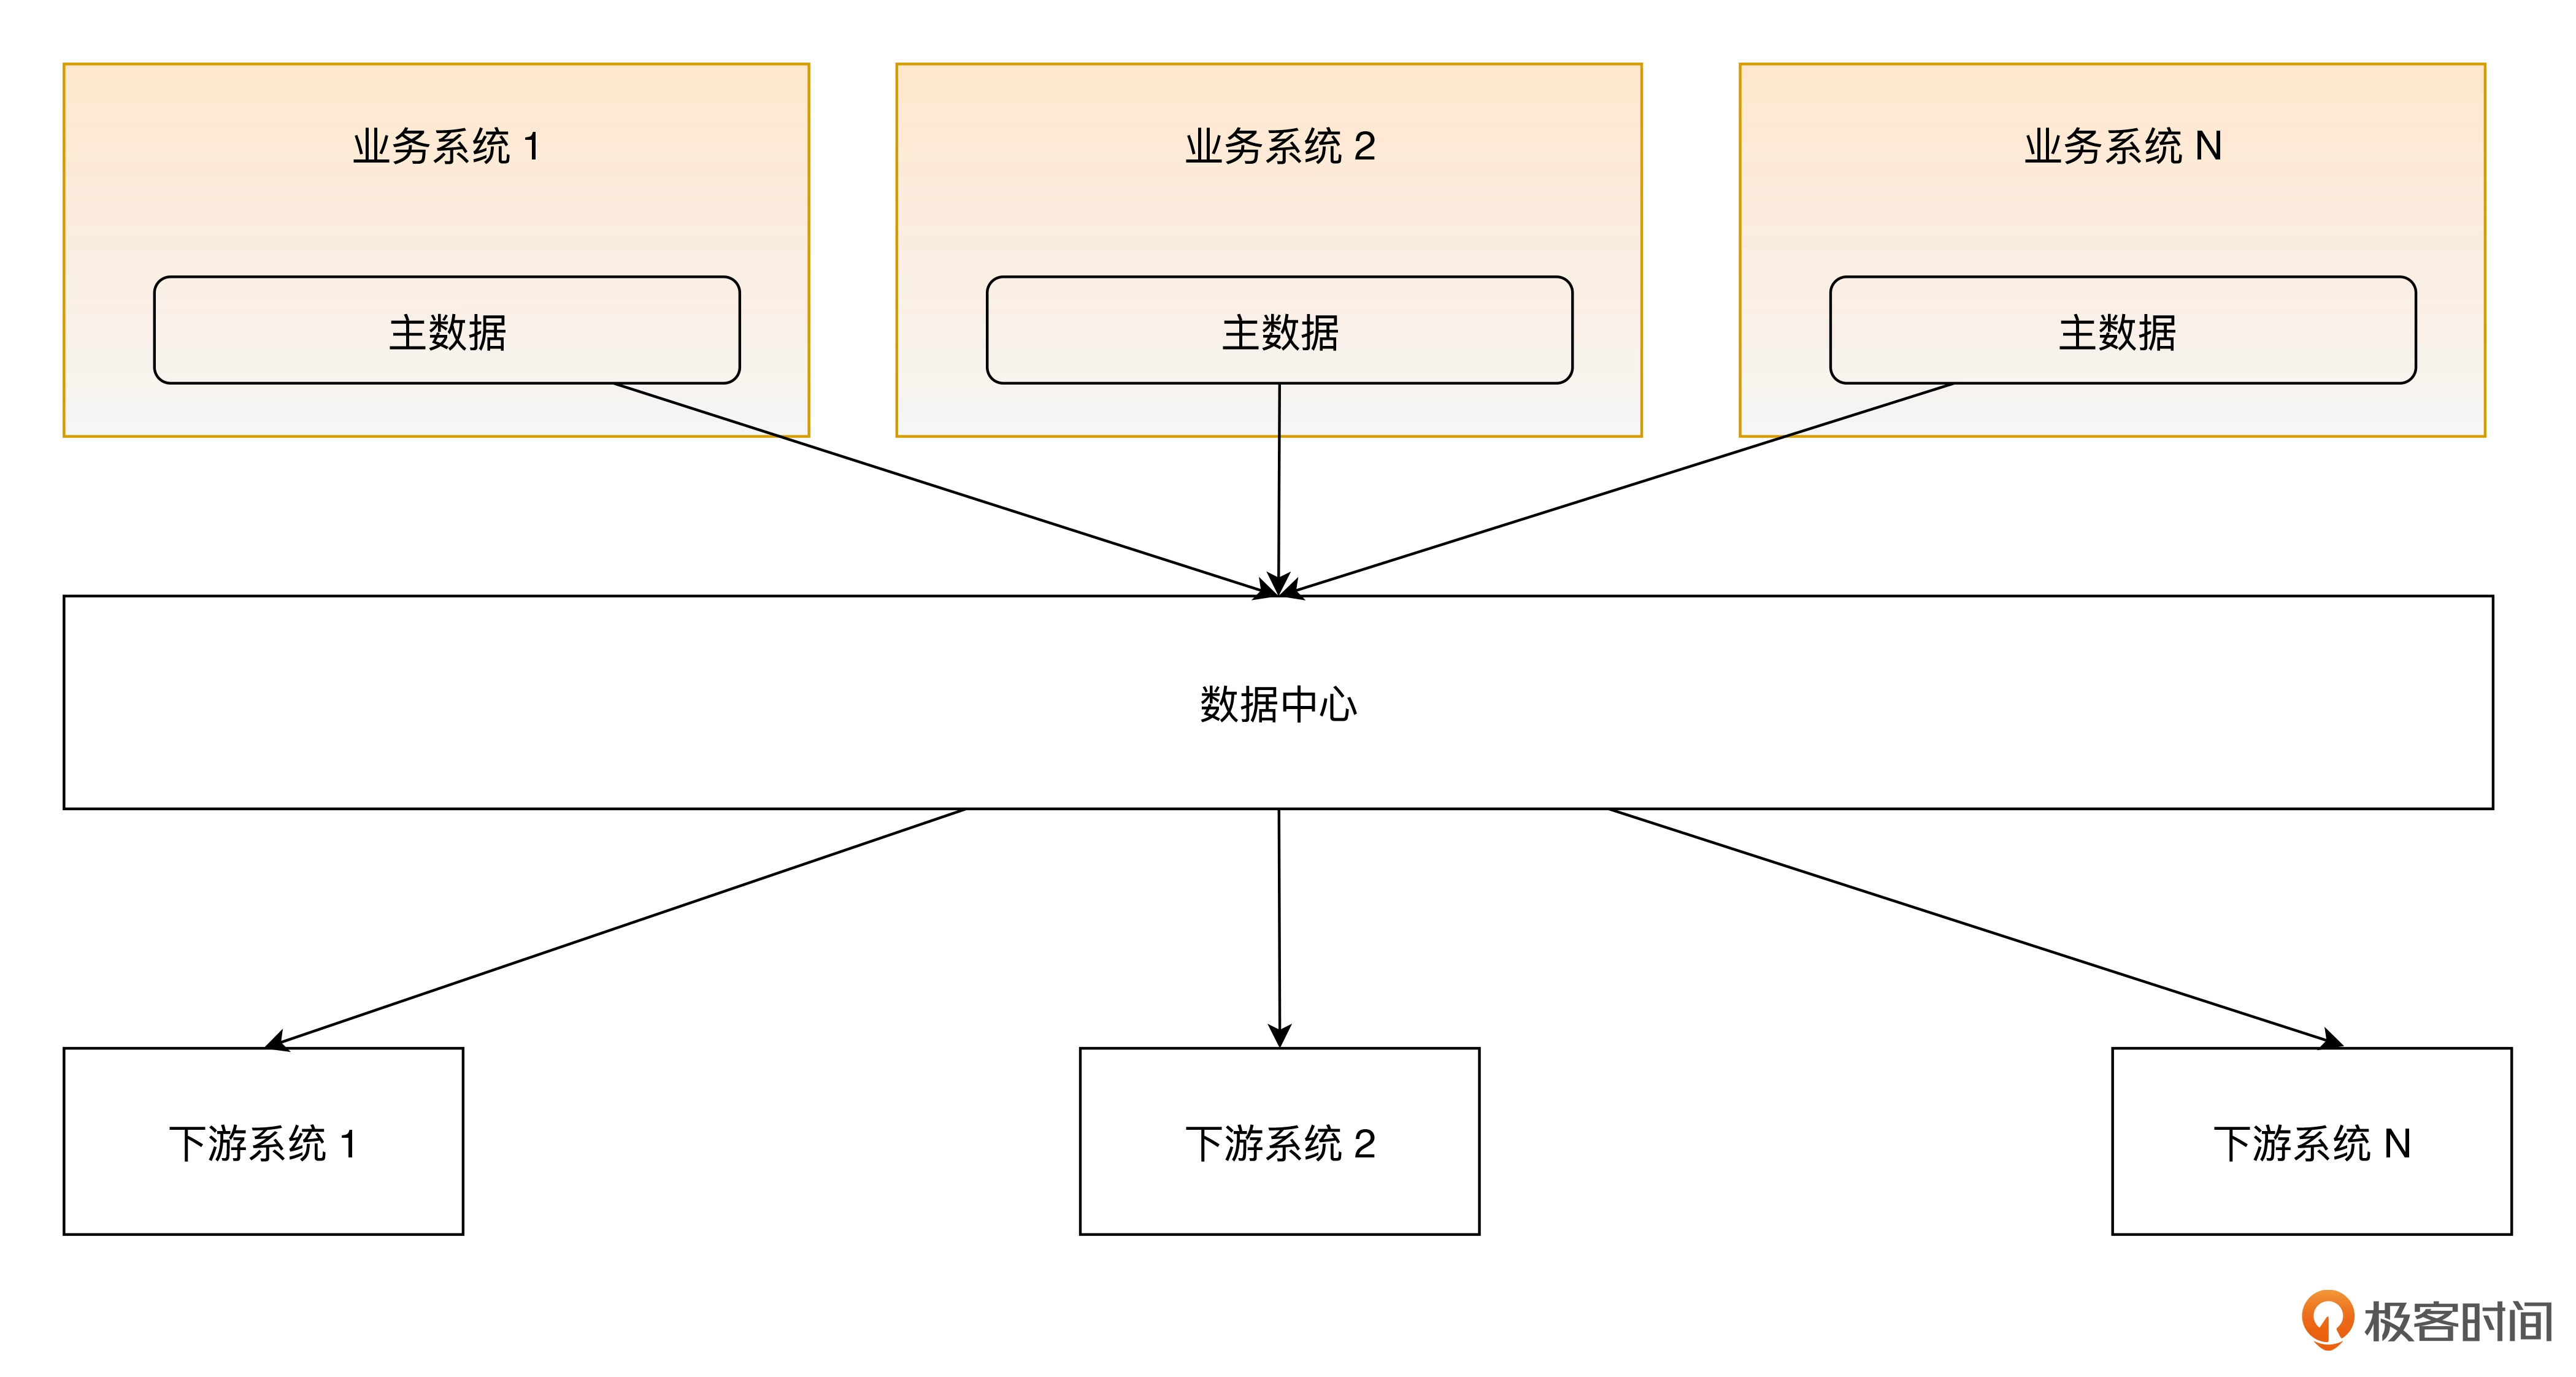 业务系统 1
业务系统 2
业务系统 N
主数据
主数据
主数据
数据中心
下游系统 1
下游系统 2
下游系统 N
极客时间